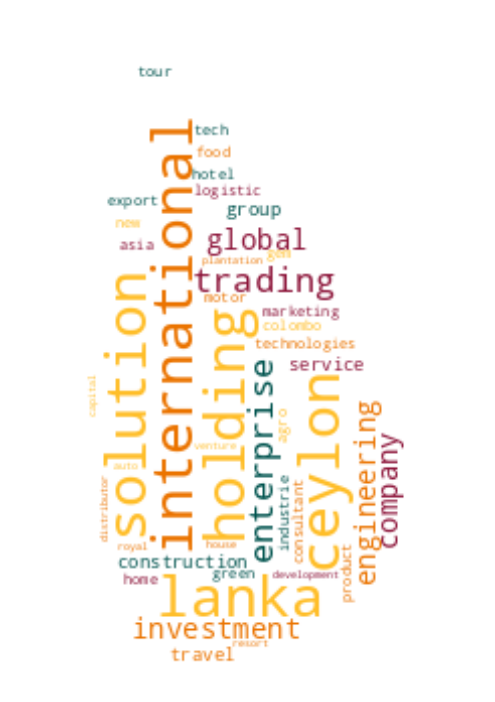 tour
tech
food
hotel
logistic
export
group
new
asia
global
gem
plantation
international
trading
motor
solution
holding
marketing
colombo
technologies
service
enterprise
ceylon
capital
agro
engineering
company
venture
auto
distributor
industrie
consultant
royal
house
product
construction
green
development
home
lanka
investment
resort
travel